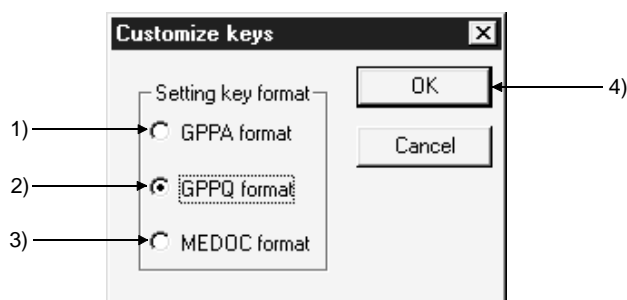 Customize keys
Setting key format
OK
4)
1)
GPPA format
Cancel
2)
GPPQ format
3)
MEDOC format